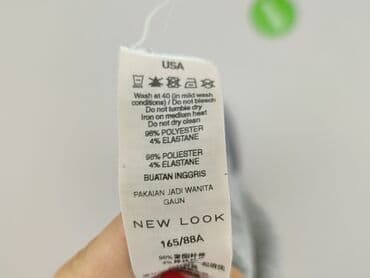 USA
Wash at 40 (in mild wash
conditions) / Do not bleach
Do not tumble dry
Iron on medium heat
Do not dry clean
96% POLYESTER
4% ELASTANE
96% POLIESTER
4% ELASTANE
BUATAN INGGRIS
PAKAIAN JADI WANITA
GAUN
NEW LOOK
165/88A
96%
4%